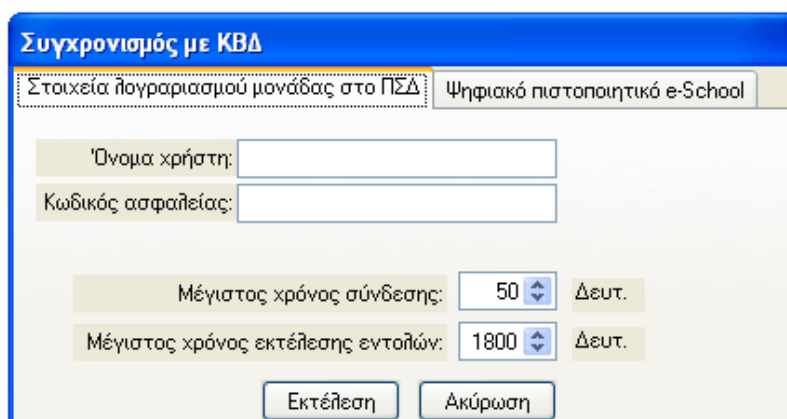 Συγχρονισμός με ΚΒΔ
Στοιχεία λογραριασμού μονάδας στο ΠΣΔ Ψηφιακό πιστοποιητικό e-School
Όνομα χρήστη:
Κωδικός ασφαλείας:
Μέγιστος χρόνος σύνδεσης: 50 Δευτ.
Μέγιστος χρόνος εκτέλεσης εντολών: 1800 Δευτ.
Εκτέλεση Ακύρωση